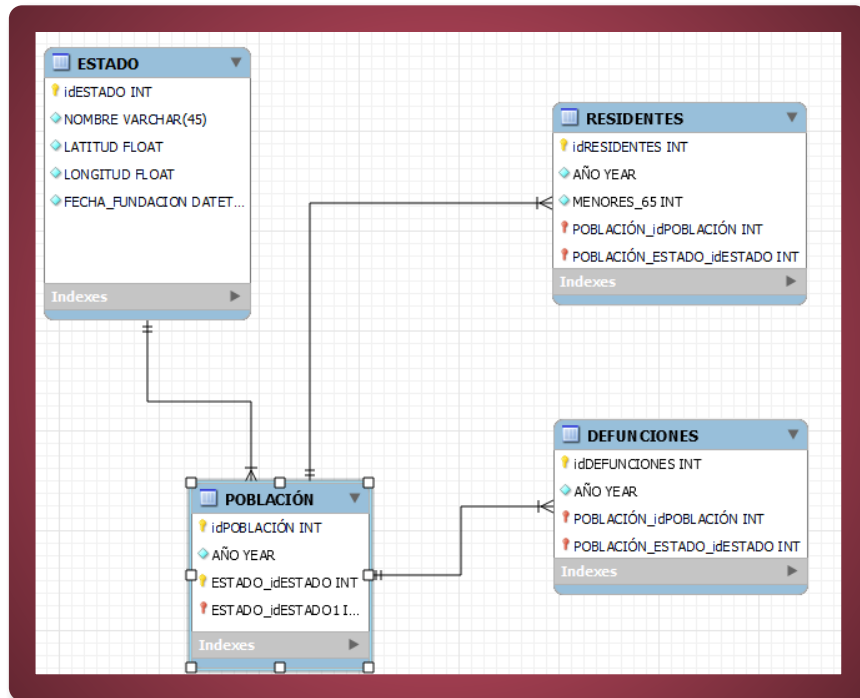 ESTADO
idESTADO INT
NOMBRE VARCHAR(45)
LATITUD FLOAT
LONGITUD FLOAT
FECHA_FUNDACION DATET...
Indexes
RESIDENTES
idRESIDENTES INT
AÑO YEAR
MENORES_65 INT
POBLACIÓN_idPOBLACIÓN INT
POBLACIÓN_ESTADO_idESTADO INT
Indexes
POBLACIÓN
idPOBLACIÓN INT
AÑO YEAR
ESTADO_idESTADO INT
ESTADO_idESTADO1 I...
Indexes
DEFUNCIONES
idDEFUNCIONES INT
AÑO YEAR
POBLACIÓN_idPOBLACIÓN INT
POBLACIÓN_ESTADO_idESTADO INT
Indexes